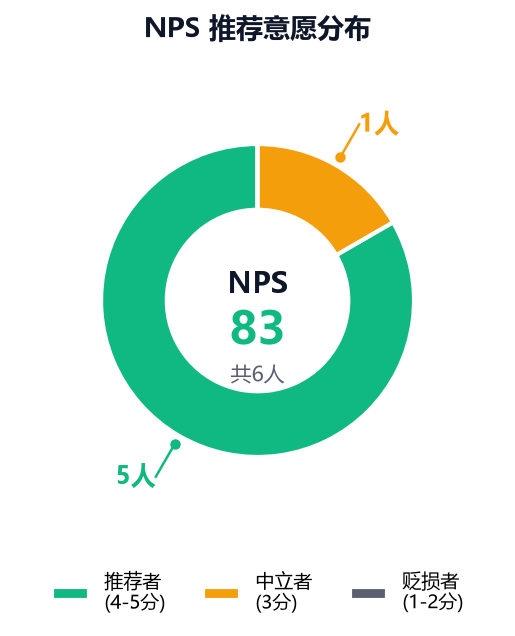 NPS 推荐意愿分布
1人
NPS
83
共6人
5人
推荐者
(4-5分)
中立者
(3分)
贬损者
(1-2分)